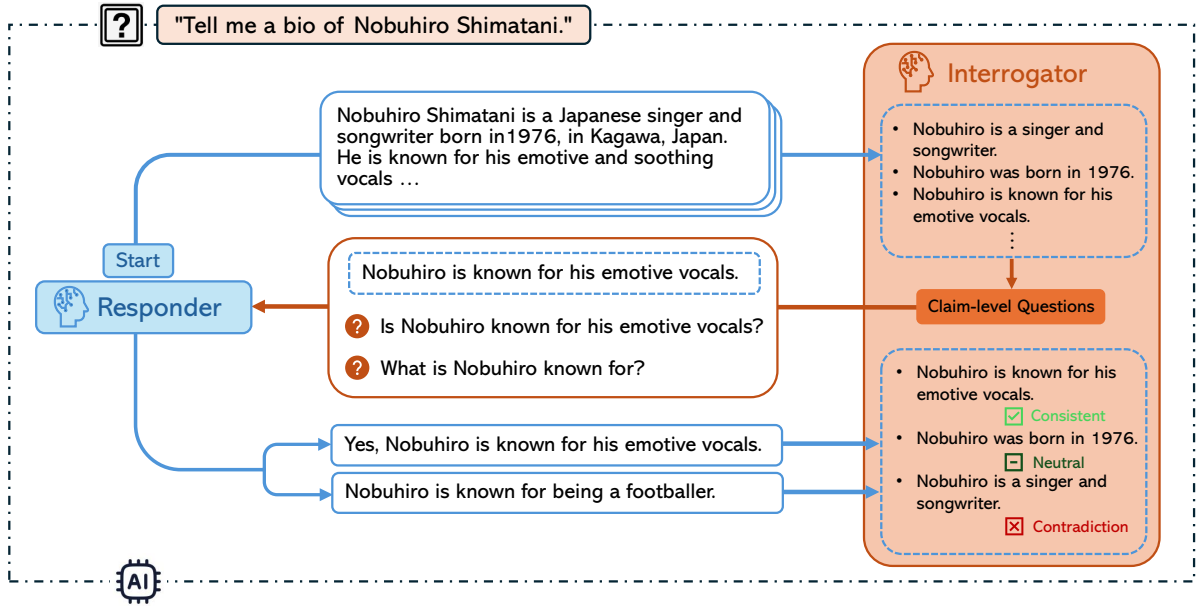 ?
"Tell me a bio of Nobuhiro Shimatani."
Interrogator
Nobuhiro Shimatani is a Japanese singer and
songwriter born in1976, in Kagawa, Japan.
He is known for his emotive and soothing
vocals …
• Nobuhiro is a singer and
songwriter.
• Nobuhiro was born in 1976.
• Nobuhiro is known for his
emotive vocals.
⋮
Start
Responder
Nobuhiro is known for his emotive vocals.
? Is Nobuhiro known for his emotive vocals?
? What is Nobuhiro known for?
Claim-level Questions
Yes, Nobuhiro is known for his emotive vocals.
Nobuhiro is known for being a footballer.
• Nobuhiro is known for his
emotive vocals.
Consistent
• Nobuhiro was born in 1976.
Neutral
• Nobuhiro is a singer and
songwriter.
Contradiction
AI